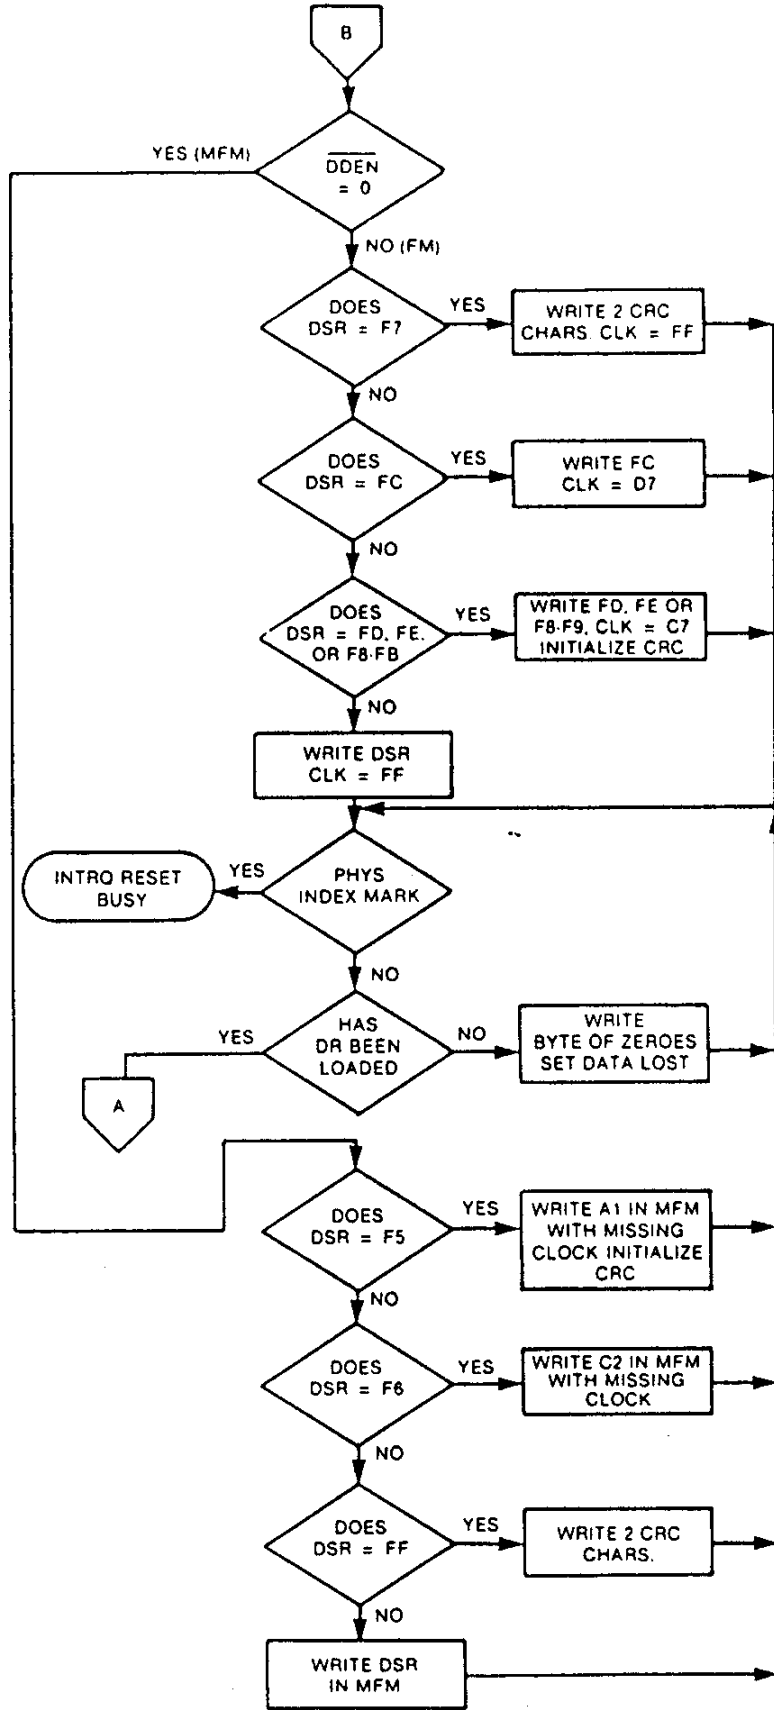 B
YES (MFM)
DDEN
= 0
NO (FM)
DOES
DSR = F7
YES
WRITE 2 CRC
CHARS. CLK = FF
NO
DOES
DSR = FC
YES
WRITE FC
CLK = D7
NO
DOES
DSR = FD, FE,
OR F8-FB
YES
WRITE FD, FE OR
F8-F9, CLK = C7
INITIALIZE CRC
NO
WRITE DSR
CLK = FF
INTRQ RESET
BUSY
YES
PHYS
INDEX MARK
NO
YES
HAS
DR BEEN
LOADED
NO
WRITE
BYTE OF ZEROES
SET DATA LOST
A
DOES
DSR = F5
YES
WRITE A1 IN MFM
WITH MISSING
CLOCK INITIALIZE
CRC
NO
DOES
DSR = F6
YES
WRITE C2 IN MFM
WITH MISSING
CLOCK
NO
DOES
DSR = FF
YES
WRITE 2 CRC
CHARS.
NO
WRITE DSR
IN MFM